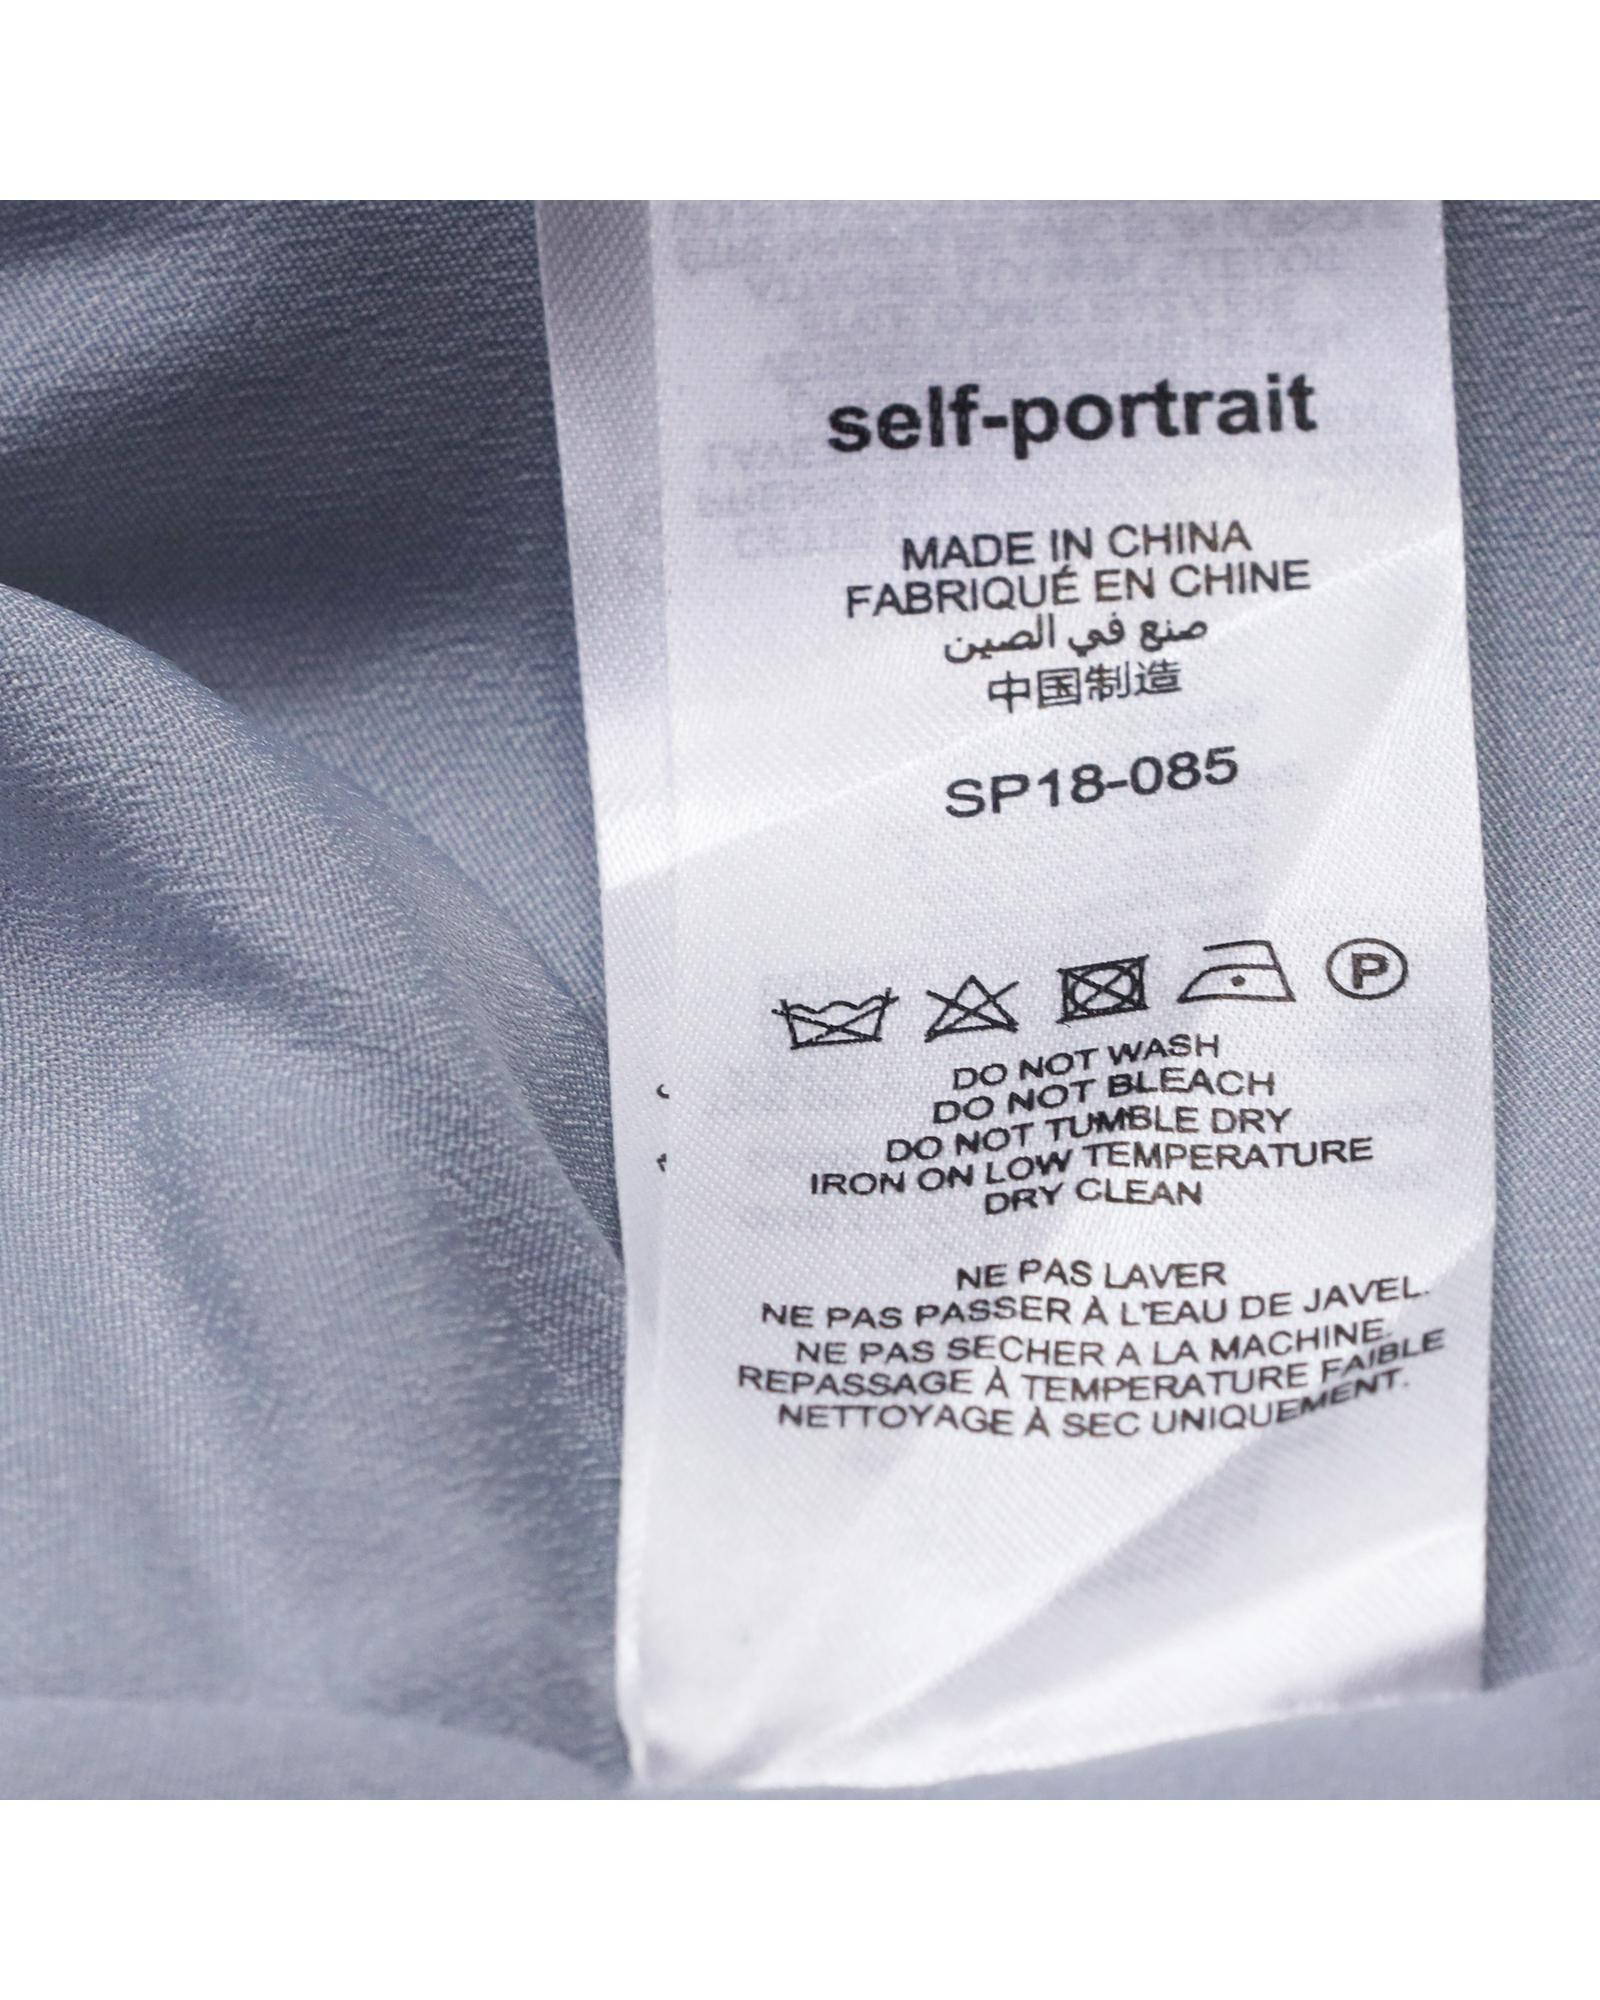 self-portrait
MADE IN CHINA
FABRIQUÉ EN CHINE
صنع في الصين
中国制造
SP18-085
P
DO NOT WASH
DO NOT BLEACH
DO NOT TUMBLE DRY
IRON ON LOW TEMPERATURE
DRY CLEAN
NE PAS LAVER
NE PAS PASSER À L'EAU DE JAVEL.
NE PAS SECHER A LA MACHINE.
REPASSAGE À TEMPERATURE FAIBLE
NETTOYAGE À SEC UNIQUEMENT.